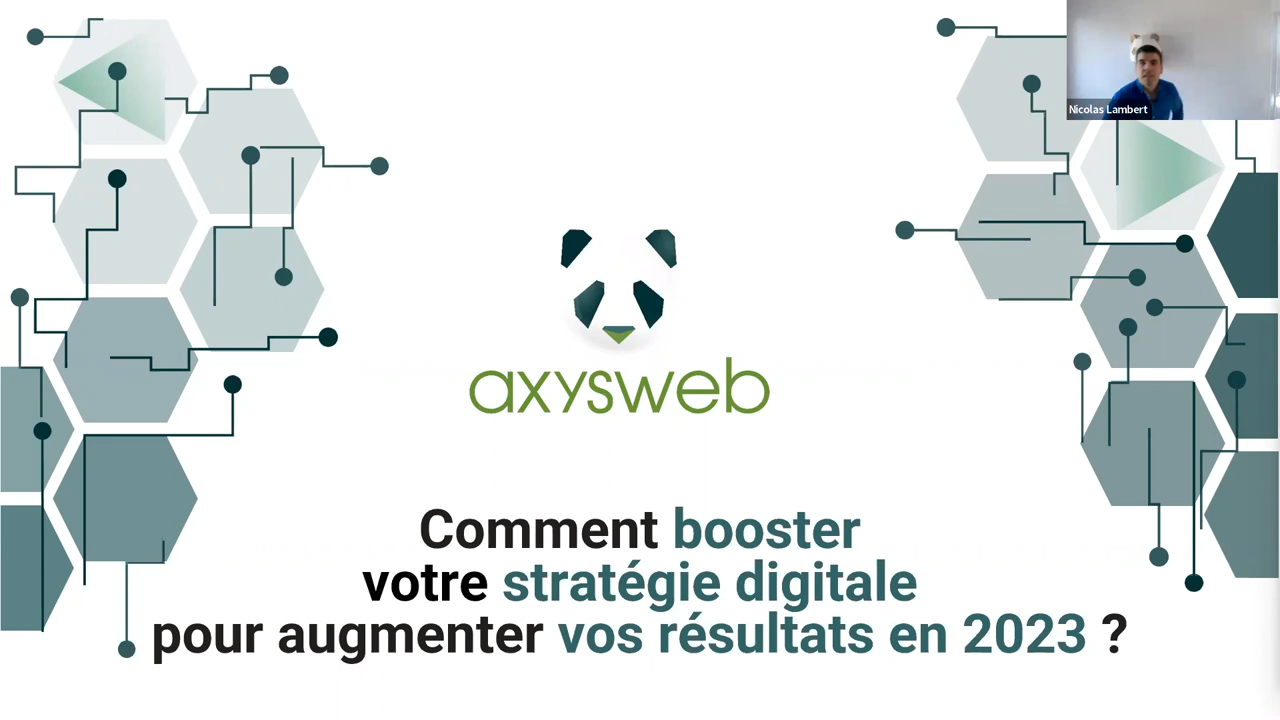 Nicolas Lambert
axysweb
Comment booster
votre stratégie digitale
pour augmenter vos résultats en 2023 ?